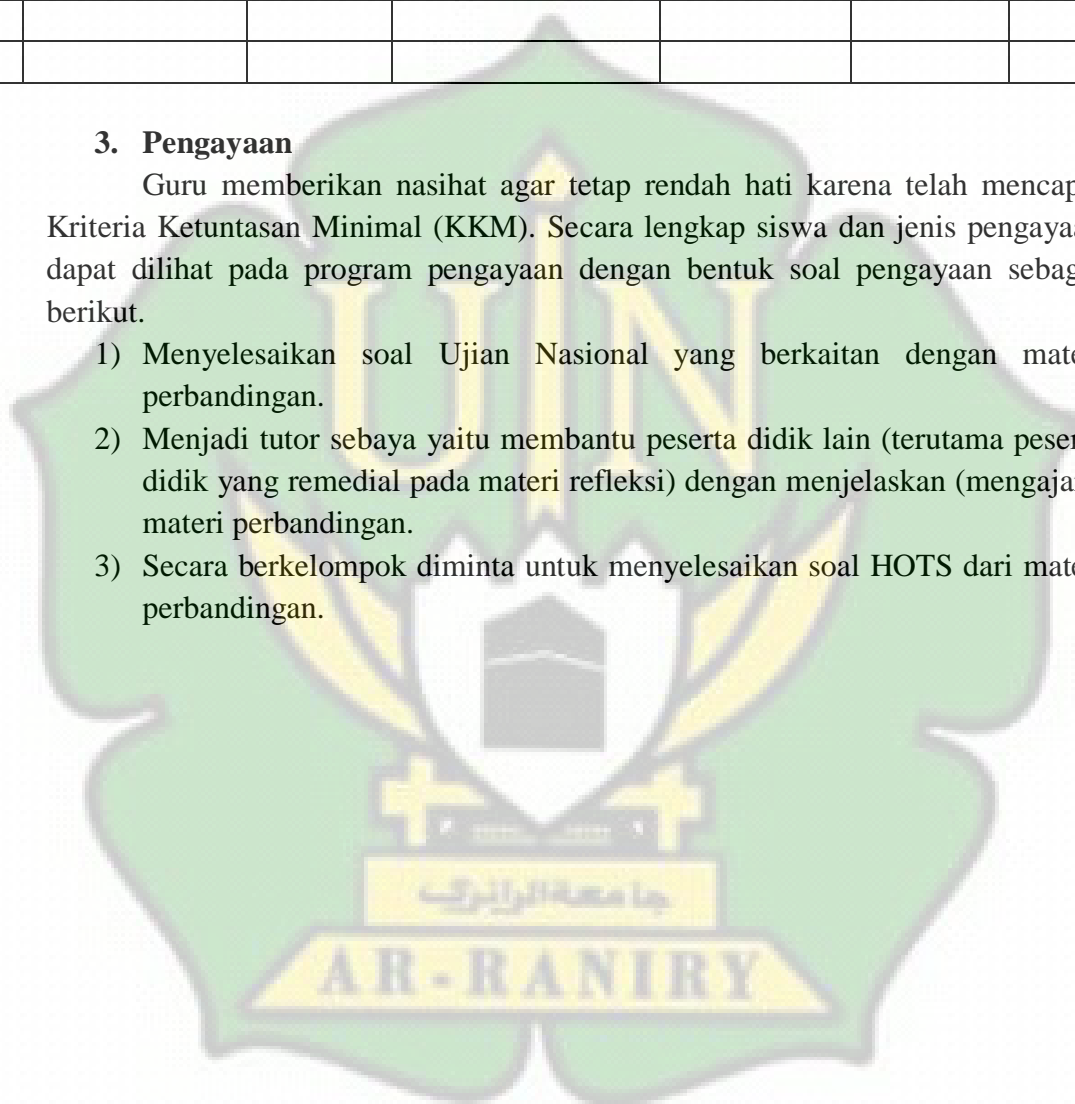 3. Pengayaan
Guru memberikan nasihat agar tetap rendah hati karena telah mencap
Kriteria Ketuntasan Minimal (KKM). Secara lengkap siswa dan jenis pengayaa
dapat dilihat pada program pengayaan dengan bentuk soal pengayaan sebag
berikut.
1) Menyelesaikan soal Ujian Nasional yang berkaitan dengan mate
perbandingan.
2) Menjadi tutor sebaya yaitu membantu peserta didik lain (terutama peser
didik yang remedial pada materi refleksi) dengan menjelaskan (mengaja
materi perbandingan.
3) Secara berkelompok diminta untuk menyelesaikan soal HOTS dari mate
perbandingan.
UIN
جامعة الرانري
AR-RANIRY